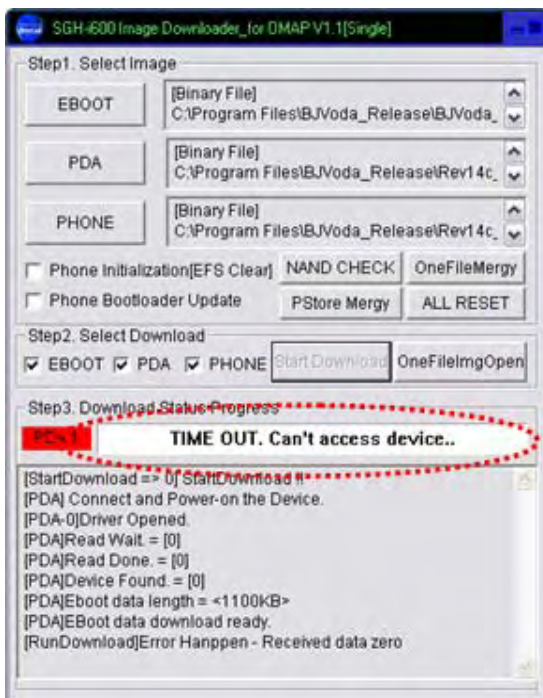 SGH-i600 Image Downloader_for DMAP V1.1[Single]
Step1. Select Image
EBOOT
[Binary File]
C:\Program Files\BJVoda_Release\BJVoda_
PDA
[Binary File]
C:\Program Files\BJVoda_Release\Rev14c_
PHONE
[Binary File]
C:\Program Files\BJVoda_Release\Rev14c_
Phone Initialization[EFS Clear] NAND CHECK OneFileMergy
Phone Bootloader Update PStore Mergy ALL RESET
Step2. Select Download
EBOOT PDA PHONE Start Download OneFileImgOpen
Step3. Download Status Progress
TIME OUT. Can't access device..
[StartDownload => 0] StartDownload !!
[PDA] Connect and Power-on the Device.
[PDA-0]Driver Opened.
[PDA]Read Wait. = [0]
[PDA]Read Done. = [0]
[PDA]Device Found. = [0]
[PDA]Eboot data length = <1100KB>
[PDA]EBoot data download ready.
[RunDownload]Error Hanppen - Received data zero